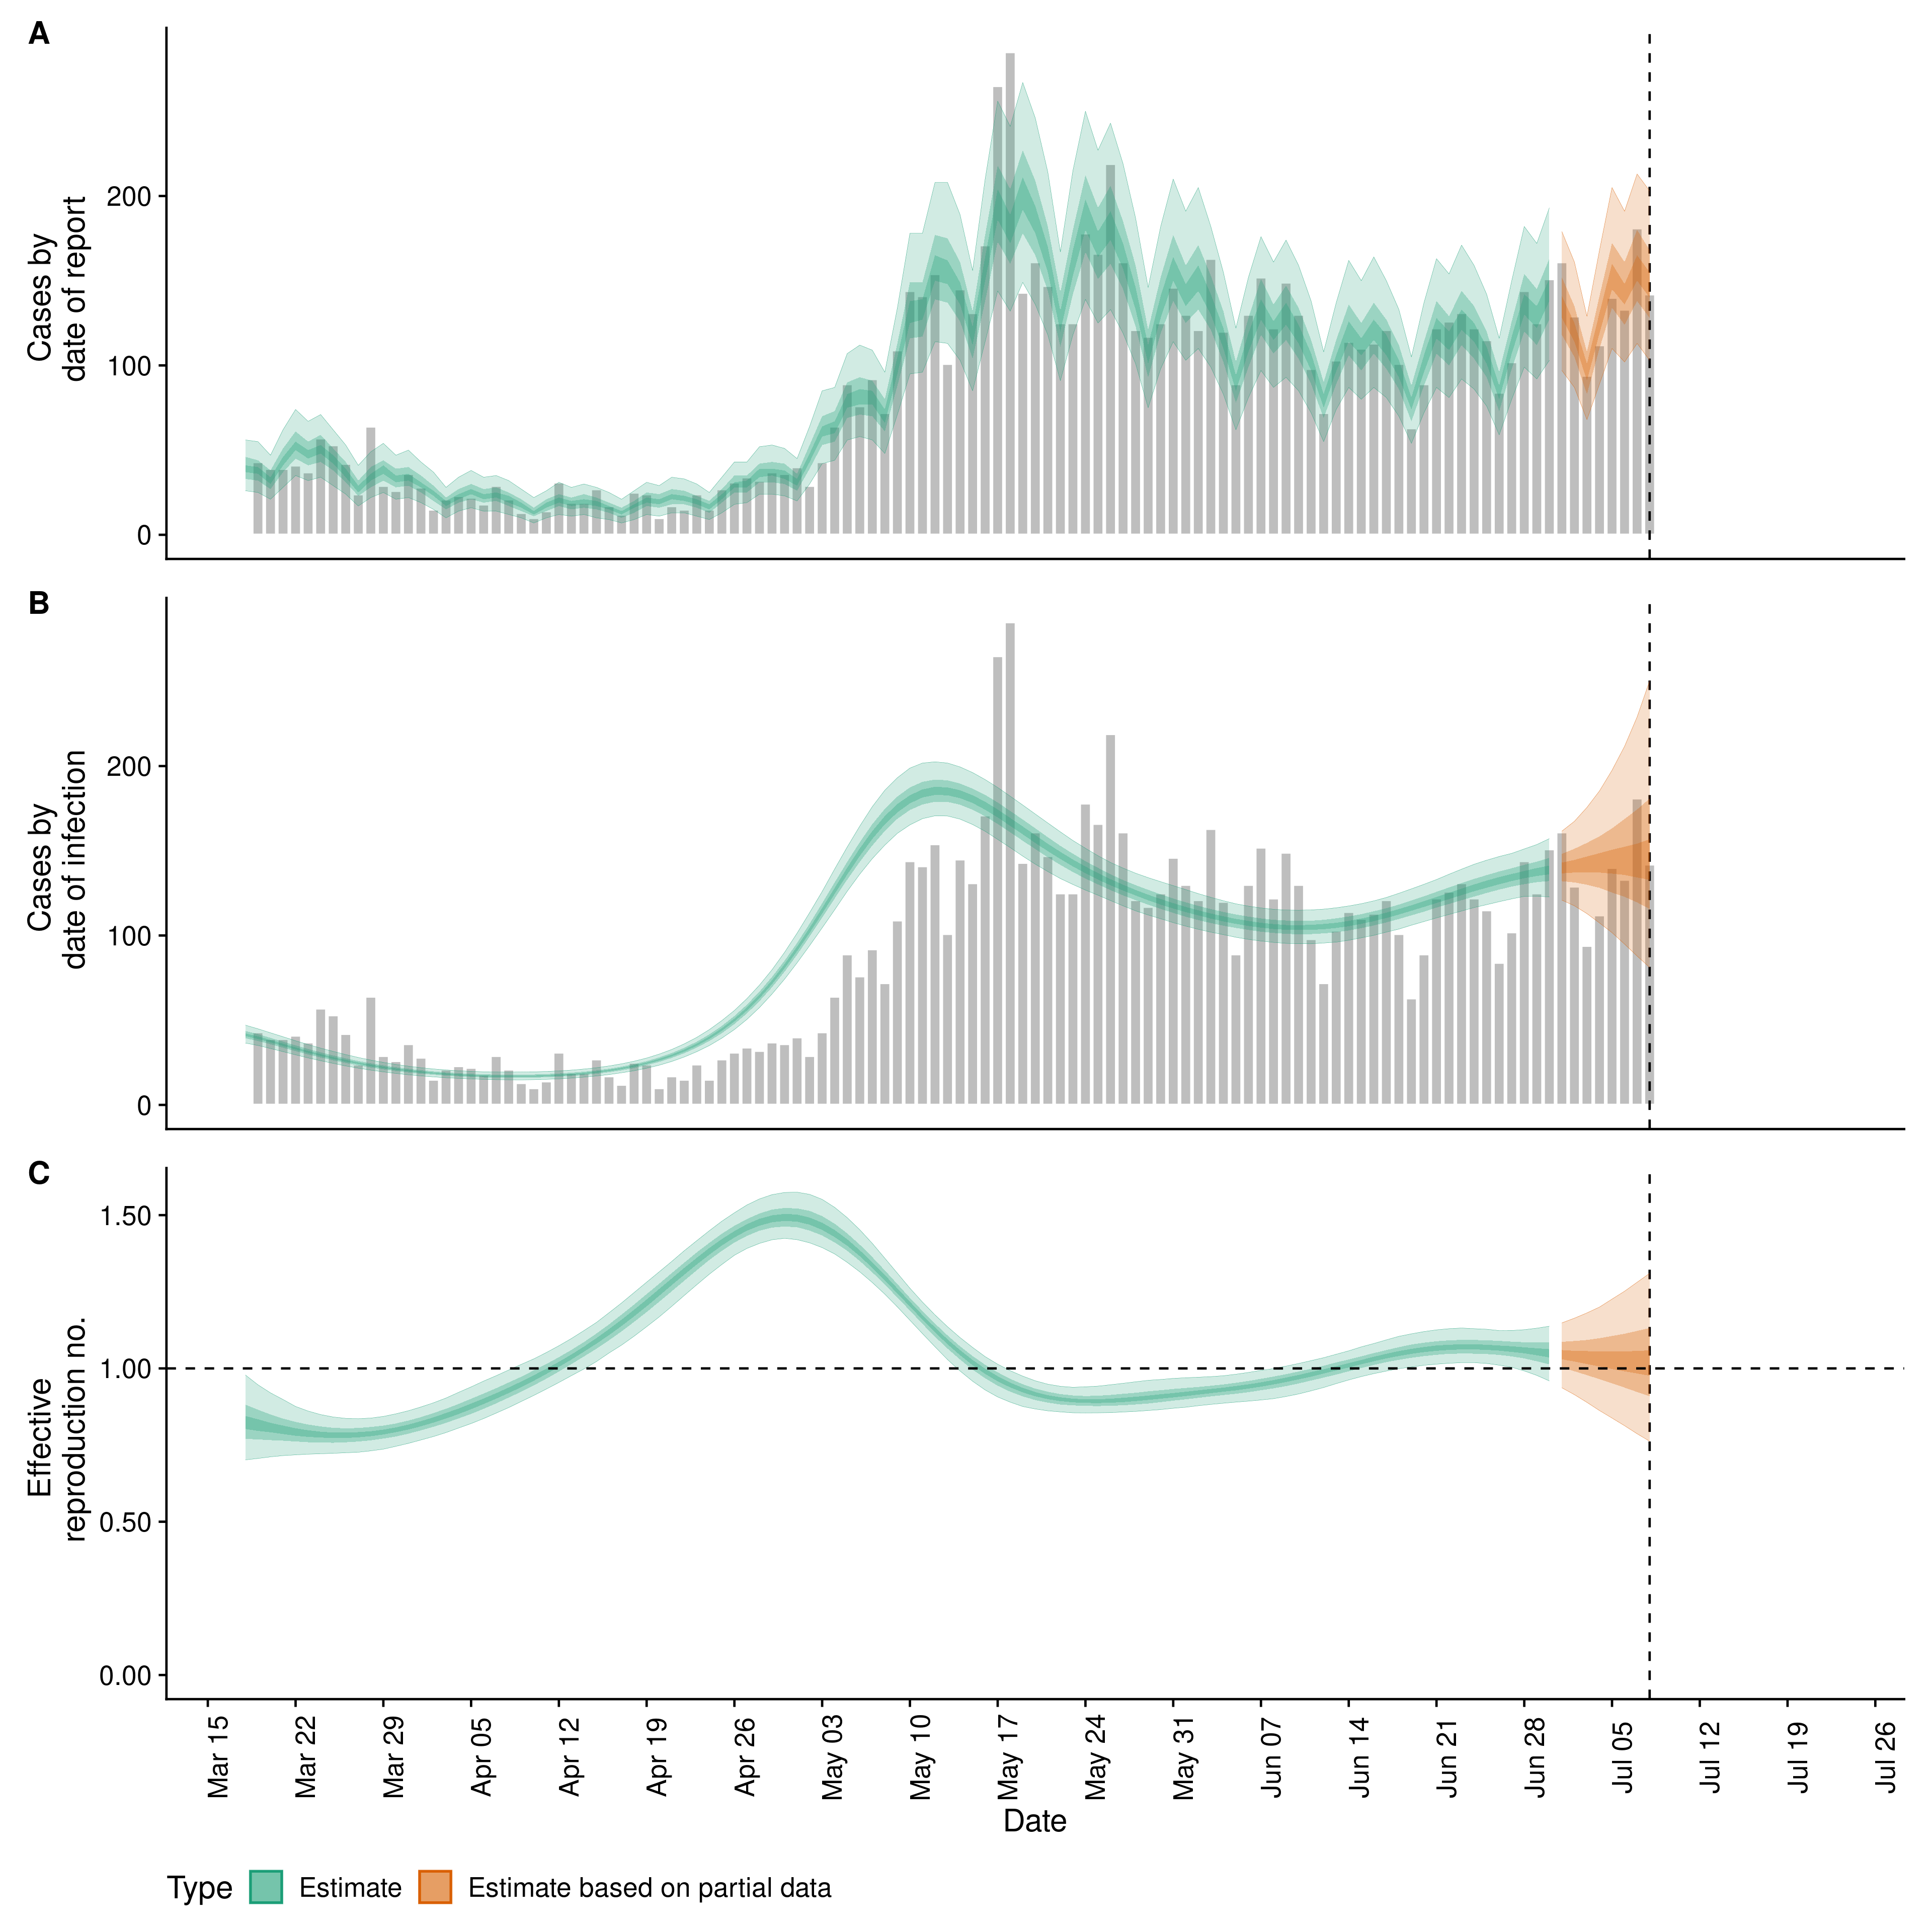 A
Cases by
date of report
200
100
0
B
Cases by
date of infection
200
100
0
C
Effective
reproduction no.
1.50
1.00
0.50
0.00
Mar 15
Mar 22
Mar 29
Apr 05
Apr 12
Apr 19
Apr 26
May 03
May 10
May 17
May 24
May 31
Jun 07
Jun 14
Jun 21
Jun 28
Jul 05
Jul 12
Jul 19
Jul 26
Date
Type Estimate Estimate based on partial data